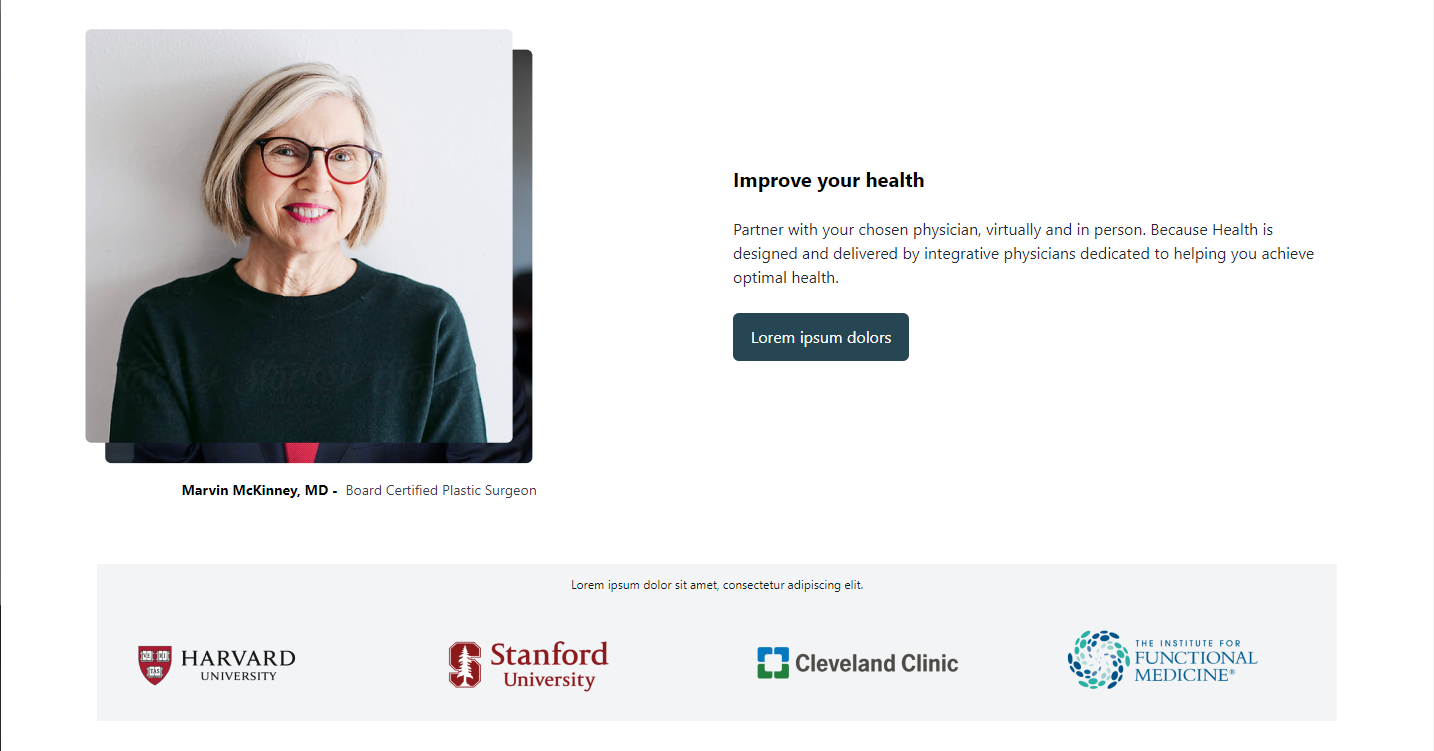 Improve your health
Partner with your chosen physician, virtually and in person. Because Health is
designed and delivered by integrative physicians dedicated to helping you achieve
optimal health.
Lorem ipsum dolors
Marvin McKinney, MD - Board Certified Plastic Surgeon
Lorem ipsum dolor sit amet, consectetur adipiscing elit.
HARVARD
UNIVERSITY
Stanford
University
Cleveland Clinic
THE INSTITUTE FOR
FUNCTIONAL
MEDICINE®